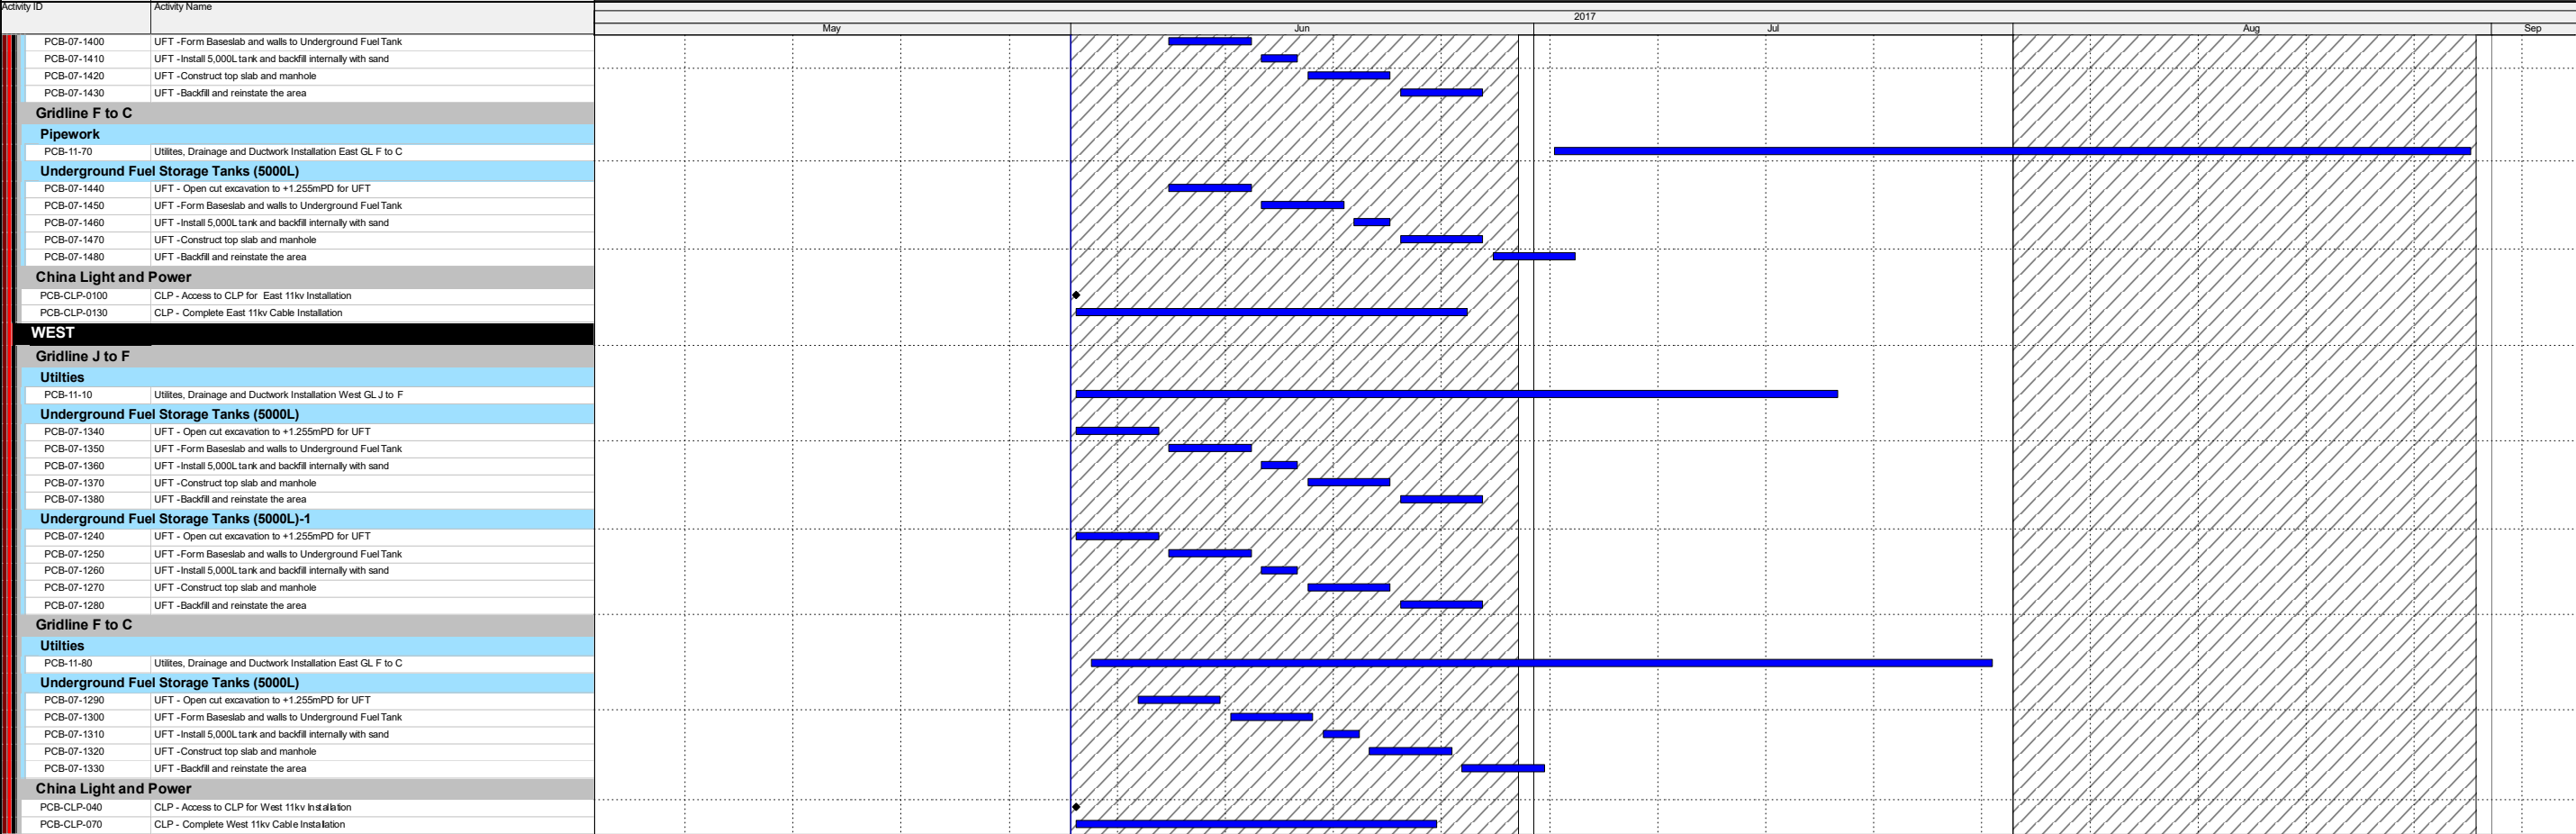 Activity ID Activity Name
2017
May Jun Jul Aug Sep
PCB-07-1400 UFT -Form Baseslab and walls to Underground Fuel Tank
PCB-07-1410 UFT -Install 5,000L tank and backfill internally with sand
PCB-07-1420 UFT -Construct top slab and manhole
PCB-07-1430 UFT -Backfill and reinstate the area
Gridline F to C
Pipework
PCB-11-70 Utilites, Drainage and Ductwork Installation East GL F to C
Underground Fuel Storage Tanks (5000L)
PCB-07-1440 UFT - Open cut excavation to +1.255mPD for UFT
PCB-07-1450 UFT -Form Baseslab and walls to Underground Fuel Tank
PCB-07-1460 UFT -Install 5,000L tank and backfill internally with sand
PCB-07-1470 UFT -Construct top slab and manhole
PCB-07-1480 UFT -Backfill and reinstate the area
China Light and Power
PCB-CLP-0100 CLP - Access to CLP for East 11kv Installation
PCB-CLP-0130 CLP - Complete East 11kv Cable Installation
WEST
Gridline J to F
Utilties
PCB-11-10 Utilites, Drainage and Ductwork Installation West GL J to F
Underground Fuel Storage Tanks (5000L)
PCB-07-1340 UFT - Open cut excavation to +1.255mPD for UFT
PCB-07-1350 UFT -Form Baseslab and walls to Underground Fuel Tank
PCB-07-1360 UFT -Install 5,000L tank and backfill internally with sand
PCB-07-1370 UFT -Construct top slab and manhole
PCB-07-1380 UFT -Backfill and reinstate the area
Underground Fuel Storage Tanks (5000L)-1
PCB-07-1240 UFT - Open cut excavation to +1.255mPD for UFT
PCB-07-1250 UFT -Form Baseslab and walls to Underground Fuel Tank
PCB-07-1260 UFT -Install 5,000L tank and backfill internally with sand
PCB-07-1270 UFT -Construct top slab and manhole
PCB-07-1280 UFT -Backfill and reinstate the area
Gridline F to C
Utilties
PCB-11-80 Utilites, Drainage and Ductwork Installation East GL F to C
Underground Fuel Storage Tanks (5000L)
PCB-07-1290 UFT - Open cut excavation to +1.255mPD for UFT
PCB-07-1300 UFT -Form Baseslab and walls to Underground Fuel Tank
PCB-07-1310 UFT -Install 5,000L tank and backfill internally with sand
PCB-07-1320 UFT -Construct top slab and manhole
PCB-07-1330 UFT -Backfill and reinstate the area
China Light and Power
PCB-CLP-040 CLP - Access to CLP for West 11kv Installation
PCB-CLP-070 CLP - Complete West 11kv Cable Installation